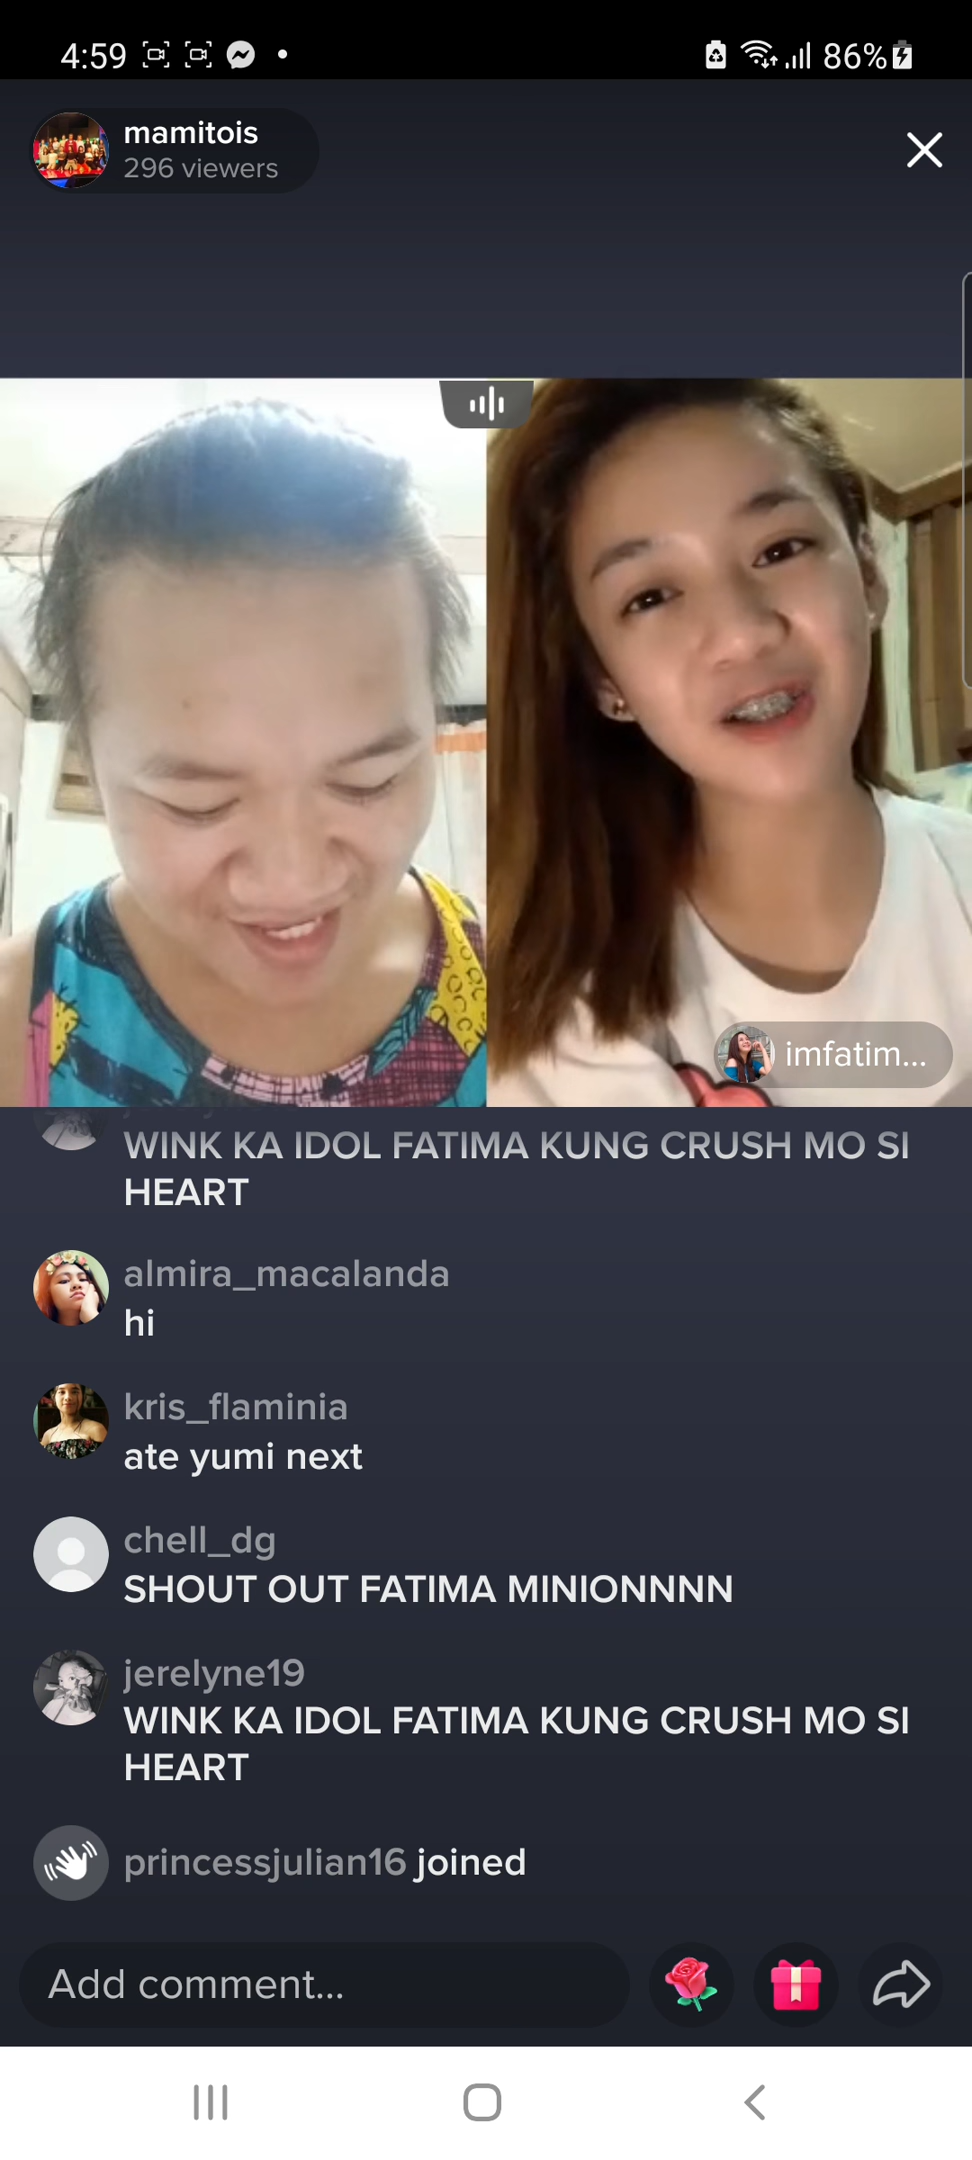 4:59
86%
mamitois
296 viewers
imfatim...
WINK KA IDOL FATIMA KUNG CRUSH MO SI
HEART
almira_macalanda
hi
kris_flaminia
ate yumi next
chell_dg
SHOUT OUT FATIMA MINIONNNN
jerelyne19
WINK KA IDOL FATIMA KUNG CRUSH MO SI
HEART
princessjulian16 joined
Add comment...